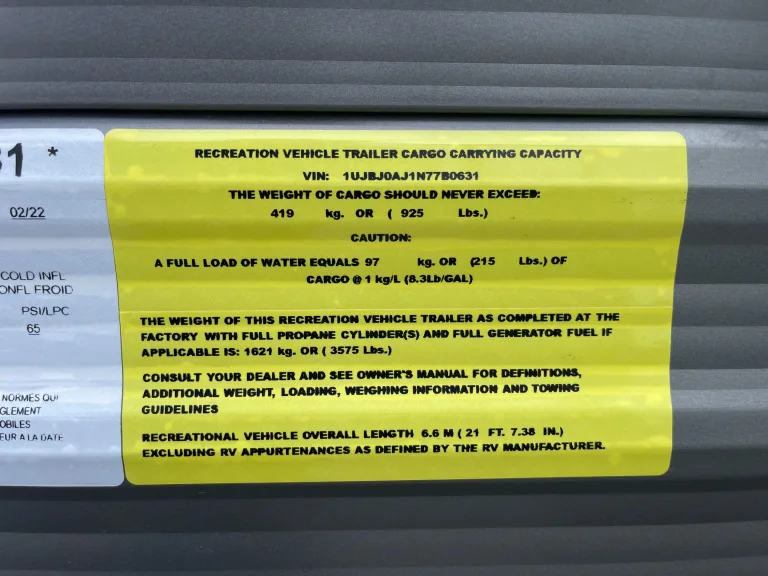 31 *
02/22
COLD INFL
ONFL FROID
PSI/LPC
65
NORMES QUI
GLEMENT
OBILES
EUR A LA DATE
RECREATION VEHICLE TRAILER CARGO CARRYING CAPACITY
VIN: 1UJBJ0AJ1N77B0631
THE WEIGHT OF CARGO SHOULD NEVER EXCEED:
419 kg. OR ( 925 Lbs.)
CAUTION:
A FULL LOAD OF WATER EQUALS 97 kg. OR (215 Lbs.) OF
CARGO @ 1 kg/L (8.3Lb/GAL)
THE WEIGHT OF THIS RECREATION VEHICLE TRAILER AS COMPLETED AT THE
FACTORY WITH FULL PROPANE CYLINDER(S) AND FULL GENERATOR FUEL IF
APPLICABLE IS: 1621 kg. OR ( 3575 Lbs.)
CONSULT YOUR DEALER AND SEE OWNER'S MANUAL FOR DEFINITIONS,
ADDITIONAL WEIGHT, LOADING, WEIGHING INFORMATION AND TOWING
GUIDELINES
RECREATIONAL VEHICLE OVERALL LENGTH 6.6 M ( 21 FT. 7.38 IN.)
EXCLUDING RV APPURTENANCES AS DEFINED BY THE RV MANUFACTURER.